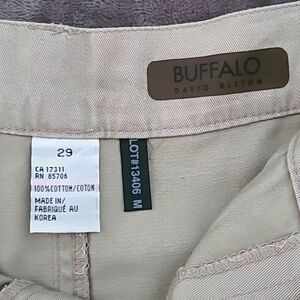 BUFFALO
DAVID BITTON
29
CA 17311
RN 85706
100%COTTON/COTON
MADE IN/
FABRIQUÉ AU
KOREA
LOT#13406 M